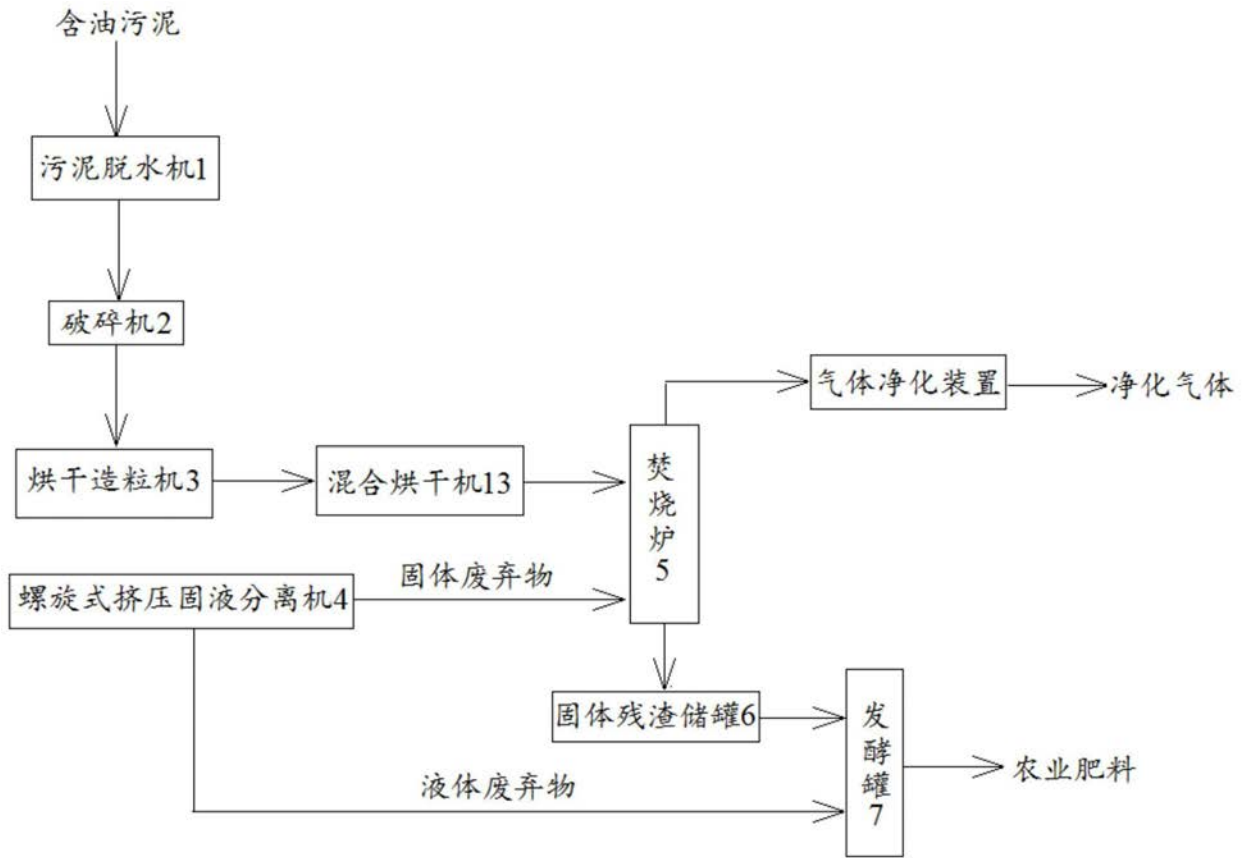 含油污泥
污泥脱水机1
破碎机2
气体净化装置
净化气体
烘干造粒机3
混合烘干机13
焚烧炉5
螺旋式挤压固液分离机4
固体废弃物
固体残渣储罐6
发酵罐7
农业肥料
液体废弃物